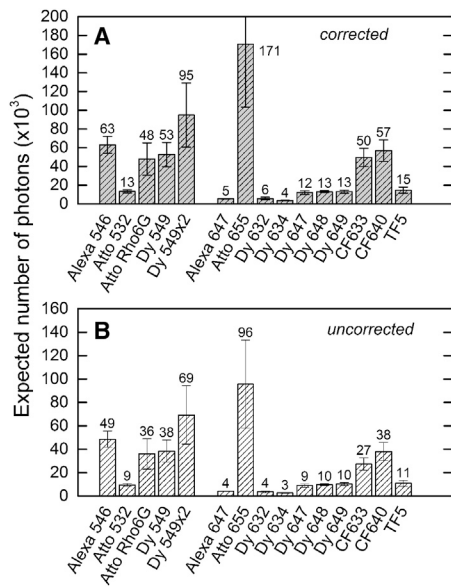 Expected number of photons (x10³)
A
corrected
200
180
160
140
120
100
80
60
40
20
0
63
13
48
53
95
5
171
6
4
12
13
13
50
57
15
Alexa 546
Atto 532
Atto Rho6G
Dy 549
Dy 549x2
Alexa 647
Atto 655
Dy 632
Dy 634
Dy 647
Dy 648
Dy 649
CF633
CF640
TF5
B
uncorrected
160
140
120
100
80
60
40
20
0
49
9
36
38
69
4
96
4
3
9
10
10
27
38
11
Alexa 546
Atto 532
Atto Rho6G
Dy 549
Dy 549x2
Alexa 647
Atto 655
Dy 632
Dy 634
Dy 647
Dy 648
Dy 649
CF633
CF640
TF5